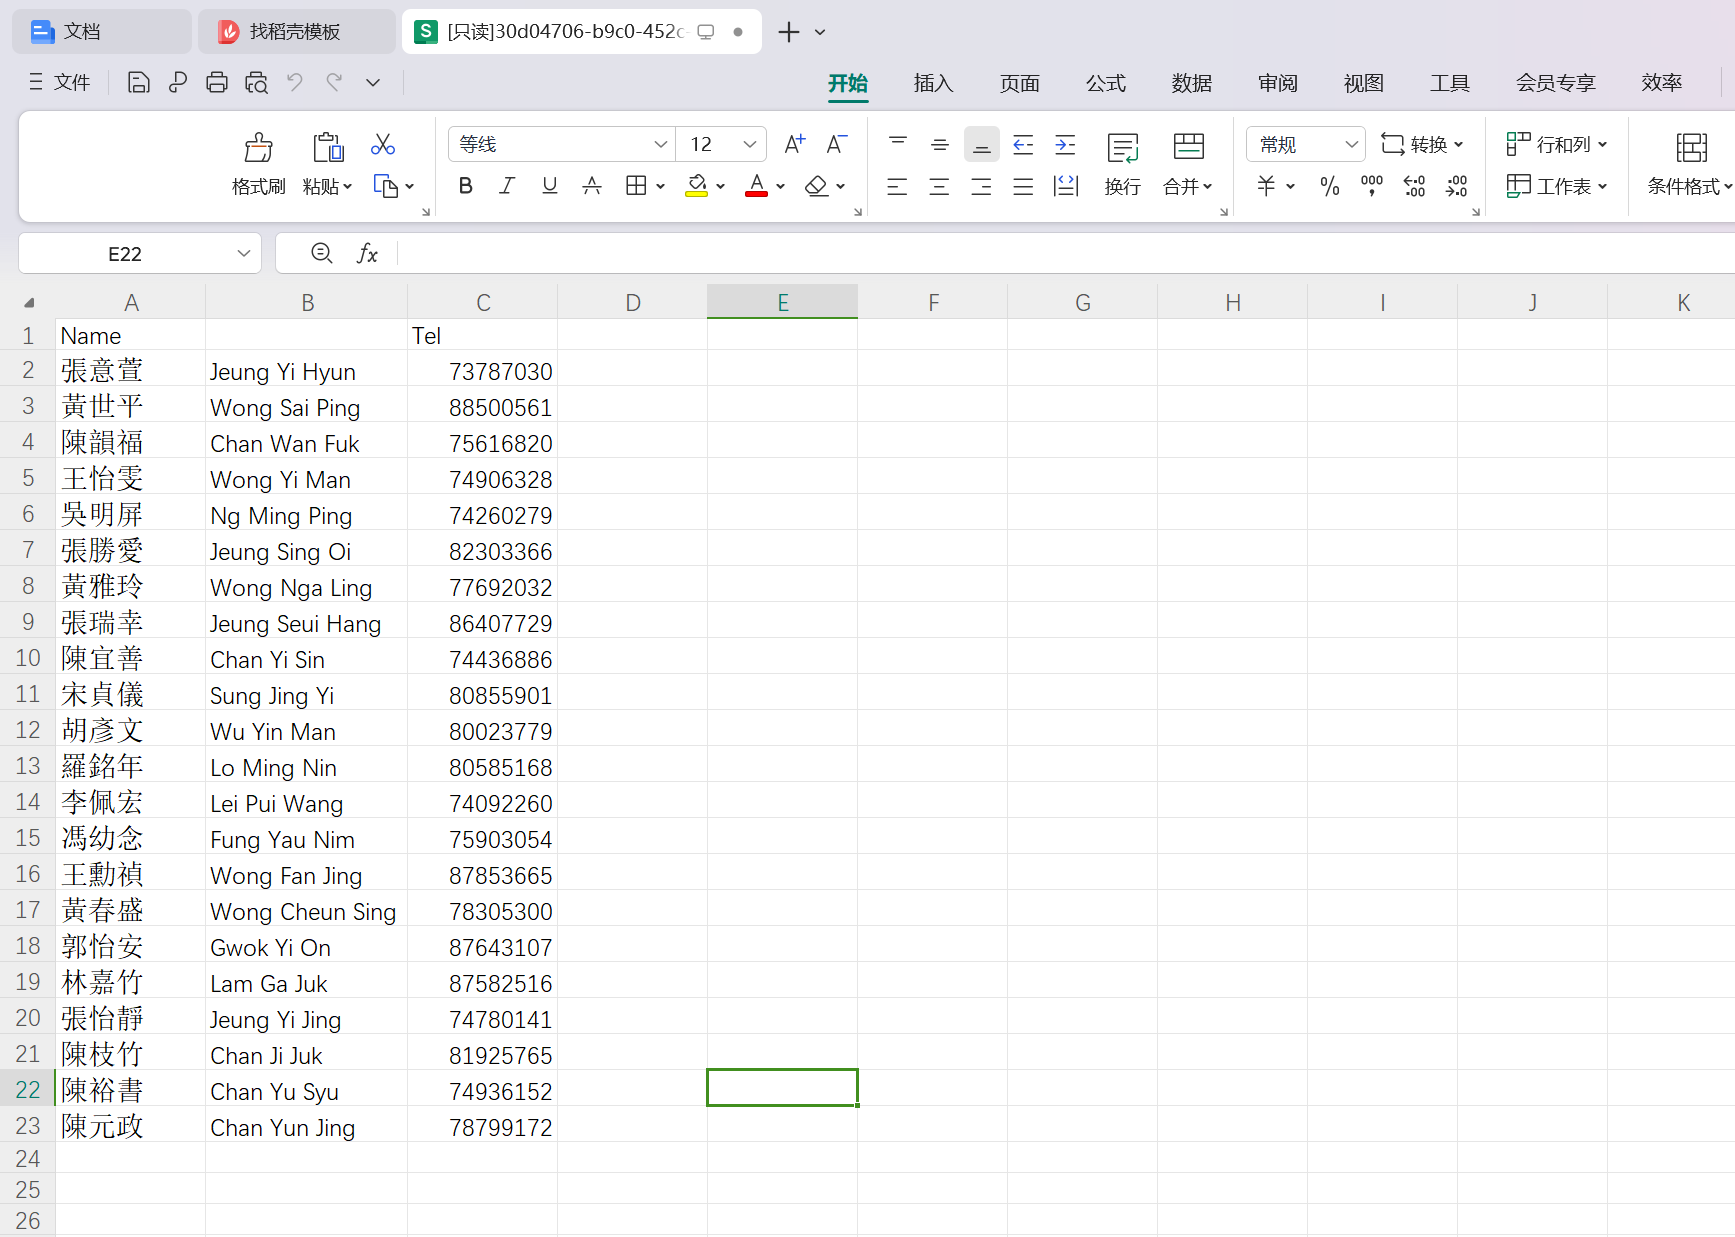 文档 找稻壳模板 [只读]30d04706-b9c0-452c-
文件 开始 插入 页面 公式 数据 审阅 视图 工具 会员专享 效率
等线 12 A+ A- 常规 转换 行和列
格式刷 粘贴 B I U A A 换行 合并 % 000 .00 .00 工作表 条件格式
E22 fx
A B C D E F G H I J K
1 Name Tel
2 張意萱 Jeung Yi Hyun 73787030
3 黃世平 Wong Sai Ping 88500561
4 陳韻福 Chan Wan Fuk 75616820
5 王怡雯 Wong Yi Man 74906328
6 吳明屏 Ng Ming Ping 74260279
7 張勝愛 Jeung Sing Oi 82303366
8 黃雅玲 Wong Nga Ling 77692032
9 張瑞幸 Jeung Seui Hang 86407729
10 陳宜善 Chan Yi Sin 74436886
11 宋貞儀 Sung Jing Yi 80855901
12 胡彥文 Wu Yin Man 80023779
13 羅銘年 Lo Ming Nin 80585168
14 李佩宏 Lei Pui Wang 74092260
15 馮幼念 Fung Yau Nim 75903054
16 王勳禎 Wong Fan Jing 87853665
17 黃春盛 Wong Cheun Sing 78305300
18 郭怡安 Gwok Yi On 87643107
19 林嘉竹 Lam Ga Juk 87582516
20 張怡靜 Jeung Yi Jing 74780141
21 陳枝竹 Chan Ji Juk 81925765
22 陳裕書 Chan Yu Syu 74936152
23 陳元政 Chan Yun Jing 78799172
24
25
26